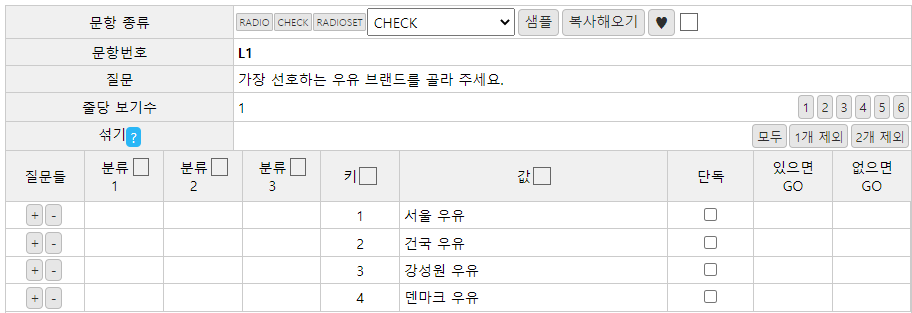 문항 종류 RADIO CHECK RADIOSET CHECK 샘플 복사해오기 ♥
문항번호 L1
질문 가장 선호하는 우유 브랜드를 골라 주세요.
줄당 보기수 1 1 2 3 4 5 6
섞기 ? 모두 1개 제외 2개 제외
질문들 분류 1 분류 2 분류 3 키 값 단독 있으면 GO 없으면 GO
+ - 1 서울 우유
+ - 2 건국 우유
+ - 3 강성원 우유
+ - 4 덴마크 우유